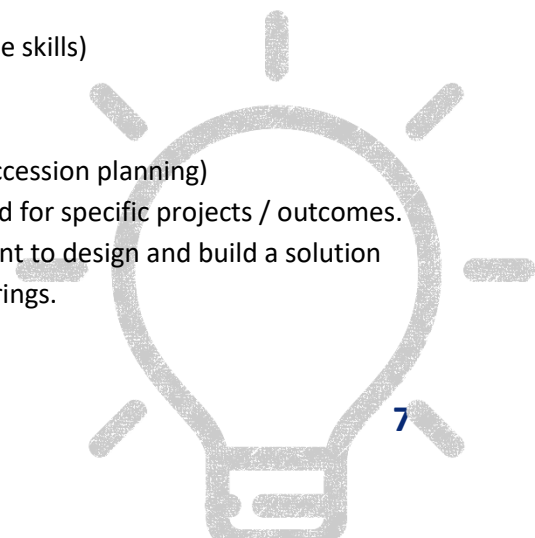 e skills)
ccession planning)
d for specific projects / outcomes.
nt to design and build a solution
rings.
7